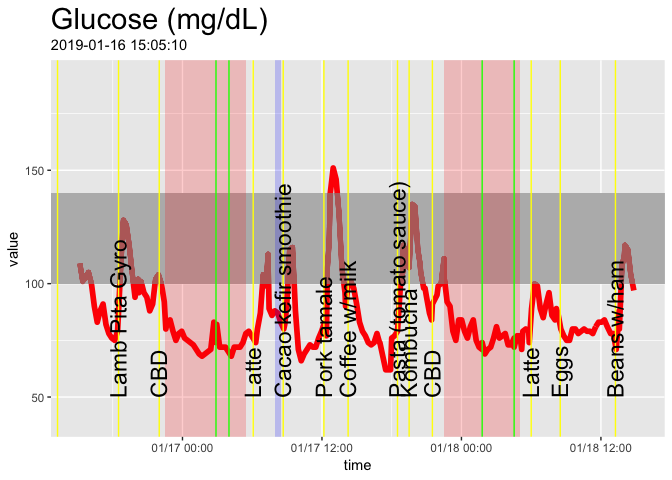 Glucose (mg/dL)
2019-01-16 15:05:10
value
150
100
50
Lamb Pita Gyro
CBD
Latte
Cacao kefir smoothie
Pork tamale
Coffee w/milk
Pasta (tomato sauce)
Kombucha
CBD
Latte
Eggs
Beans w/ham
01/17 00:00
01/17 12:00
01/18 00:00
01/18 12:00
time